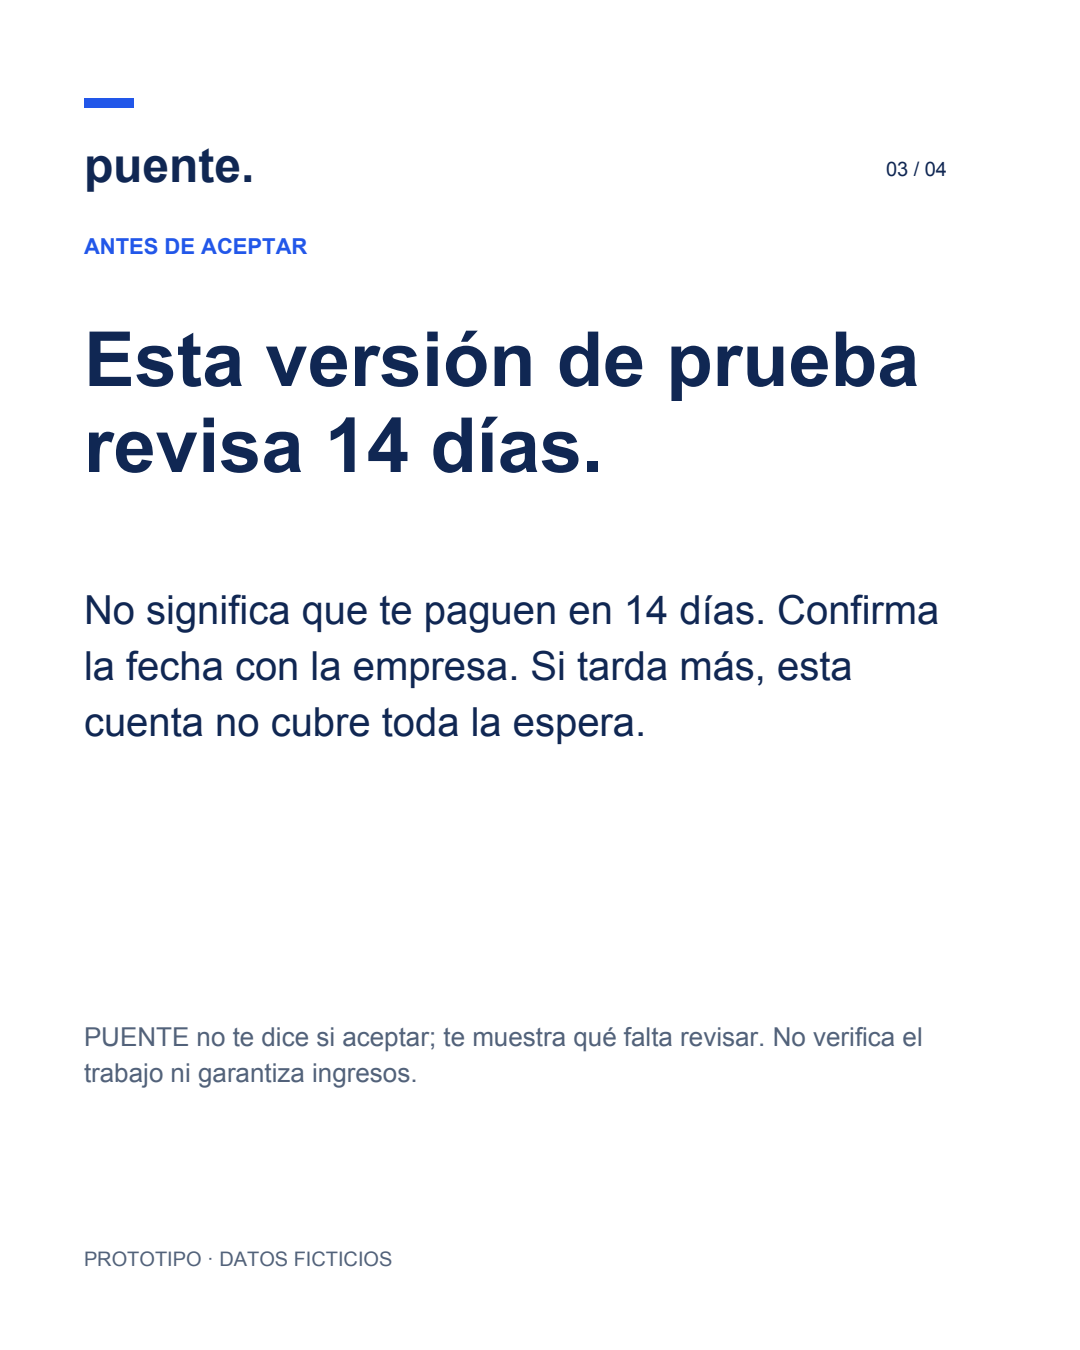 puente.
03 / 04
ANTES DE ACEPTAR
Esta versión de prueba
revisa 14 días.
No significa que te paguen en 14 días. Confirma
la fecha con la empresa. Si tarda más, esta
cuenta no cubre toda la espera.
PUENTE no te dice si aceptar; te muestra qué falta revisar. No verifica el
trabajo ni garantiza ingresos.
PROTOTIPO · DATOS FICTICIOS